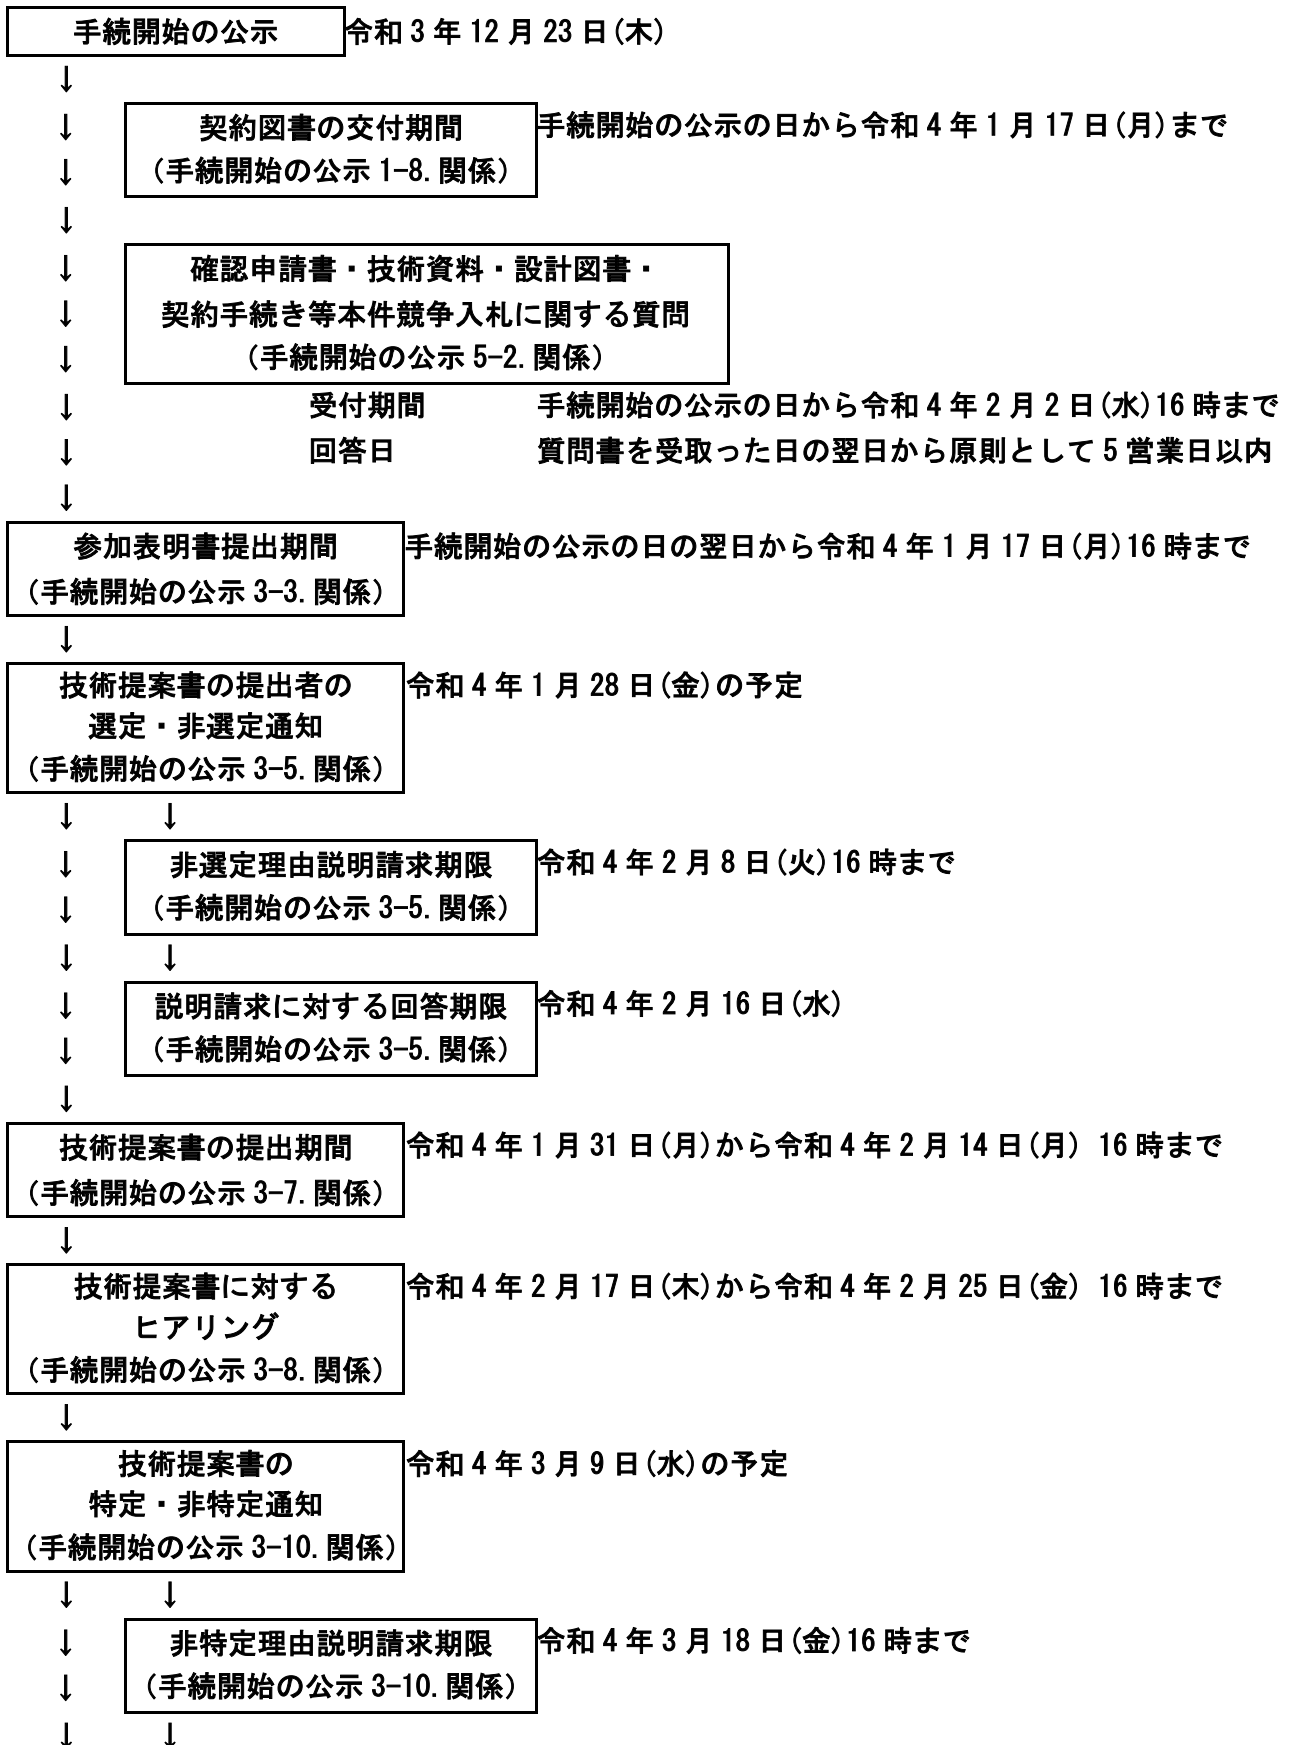 手続開始の公示 令和3年12月23日(木)
↓
↓ 契約図書の交付期間 手続開始の公示の日から令和4年1月17日(月)まで
↓ (手続開始の公示1-8.関係)
↓
↓ 確認申請書・技術資料・設計図書・
↓ 契約手続き等本件競争入札に関する質問
↓ (手続開始の公示5-2.関係)
↓ 受付期間 手続開始の公示の日から令和4年2月2日(水)16時まで
↓ 回答日 質問書を受取った日の翌日から原則として5営業日以内
↓
参加表明書提出期間 手続開始の公示の日の翌日から令和4年1月17日(月)16時まで
(手続開始の公示3-3.関係)
↓
技術提案書の提出者の 令和4年1月28日(金)の予定
選定・非選定通知
(手続開始の公示3-5.関係)
↓ ↓
↓ 非選定理由説明請求期限 令和4年2月8日(火)16時まで
↓ (手続開始の公示3-5.関係)
↓ ↓
↓ 説明請求に対する回答期限 令和4年2月16日(水)
↓ (手続開始の公示3-5.関係)
↓
技術提案書の提出期間 令和4年1月31日(月)から令和4年2月14日(月) 16時まで
(手続開始の公示3-7.関係)
↓
技術提案書に対する 令和4年2月17日(木)から令和4年2月25日(金) 16時まで
ヒアリング
(手続開始の公示3-8.関係)
↓
技術提案書の 令和4年3月9日(水)の予定
特定・非特定通知
(手続開始の公示3-10.関係)
↓ ↓
↓ 非特定理由説明請求期限 令和4年3月18日(金)16時まで
↓ (手続開始の公示3-10.関係)
↓ ↓